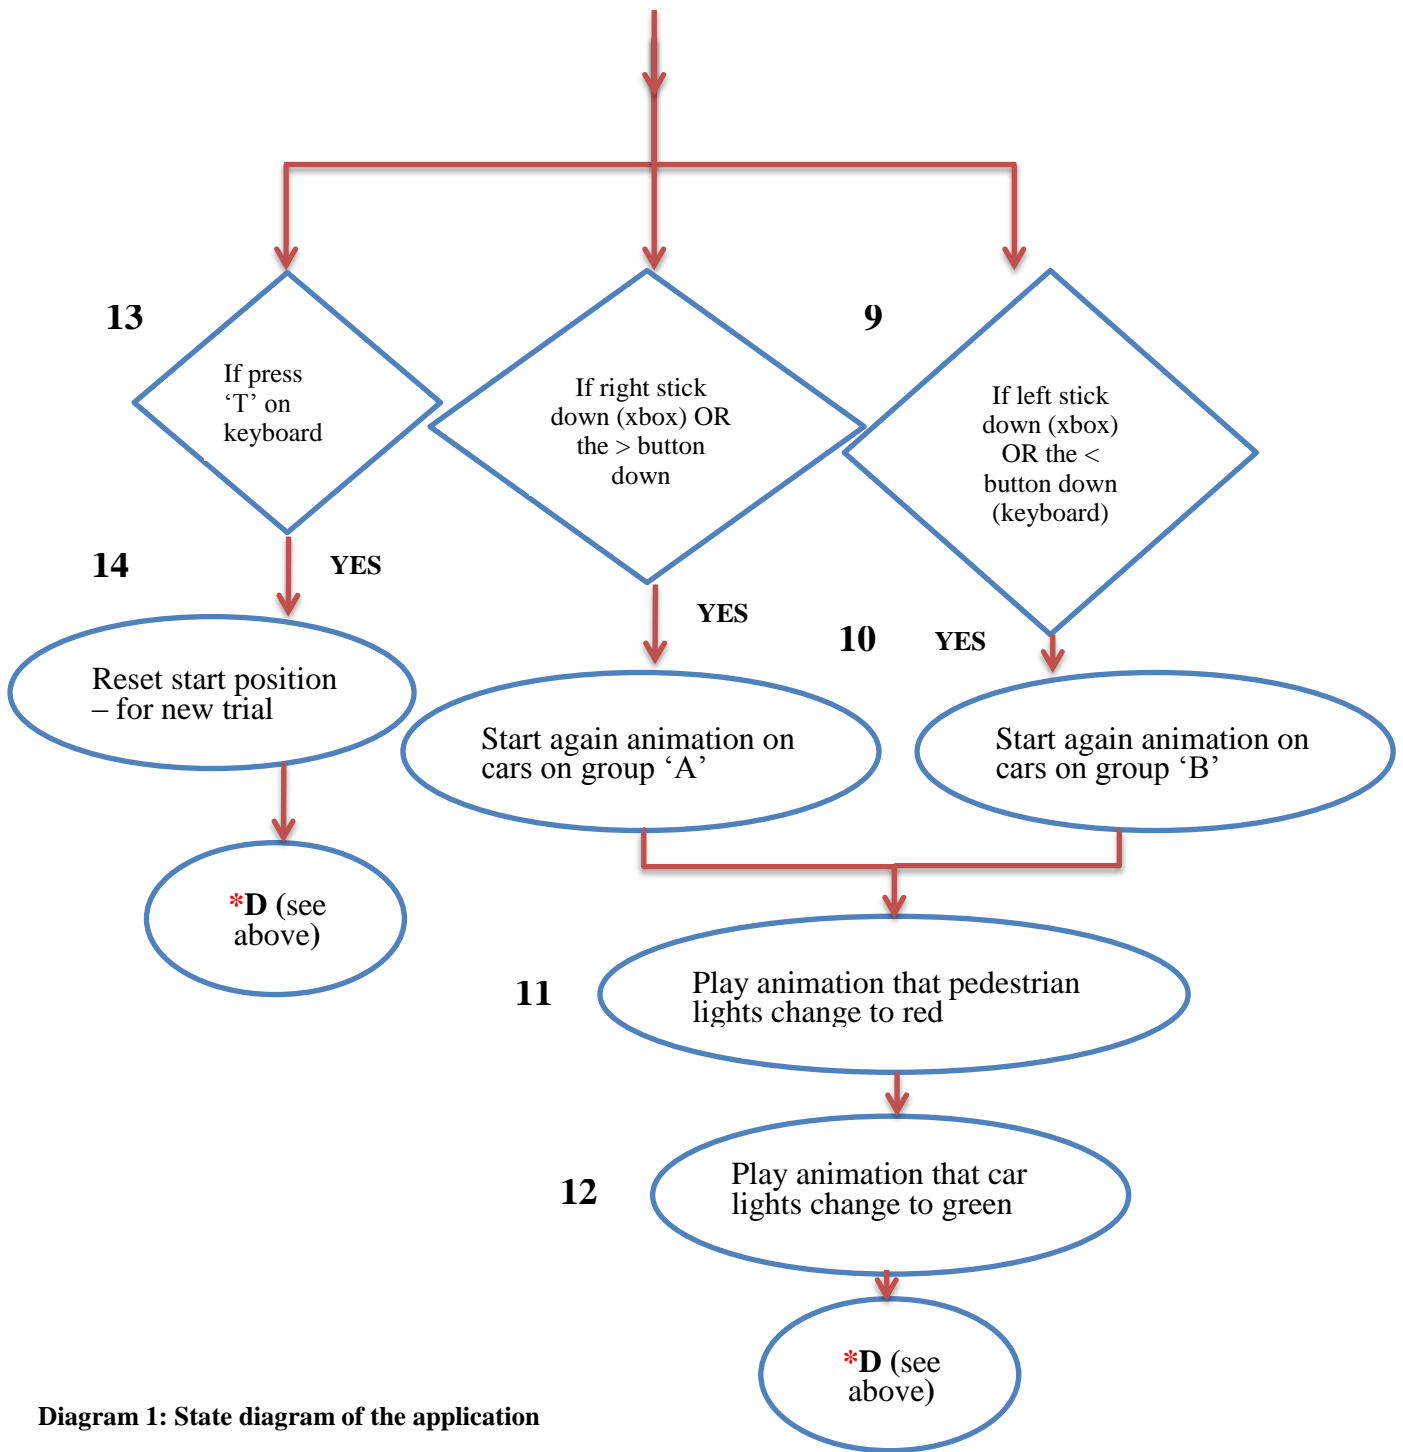 13
If press
‘T’ on
keyboard
If right stick
down (xbox) OR
the > button
down
9
If left stick
down (xbox)
OR the <
button down
(keyboard)
14
YES
YES
10
YES
Reset start position
– for new trial
Start again animation on
cars on group ‘A’
Start again animation on
cars on group ‘B’
*D (see
above)
11
Play animation that pedestrian
lights change to red
12
Play animation that car
lights change to green
*D (see
above)
Diagram 1: State diagram of the application